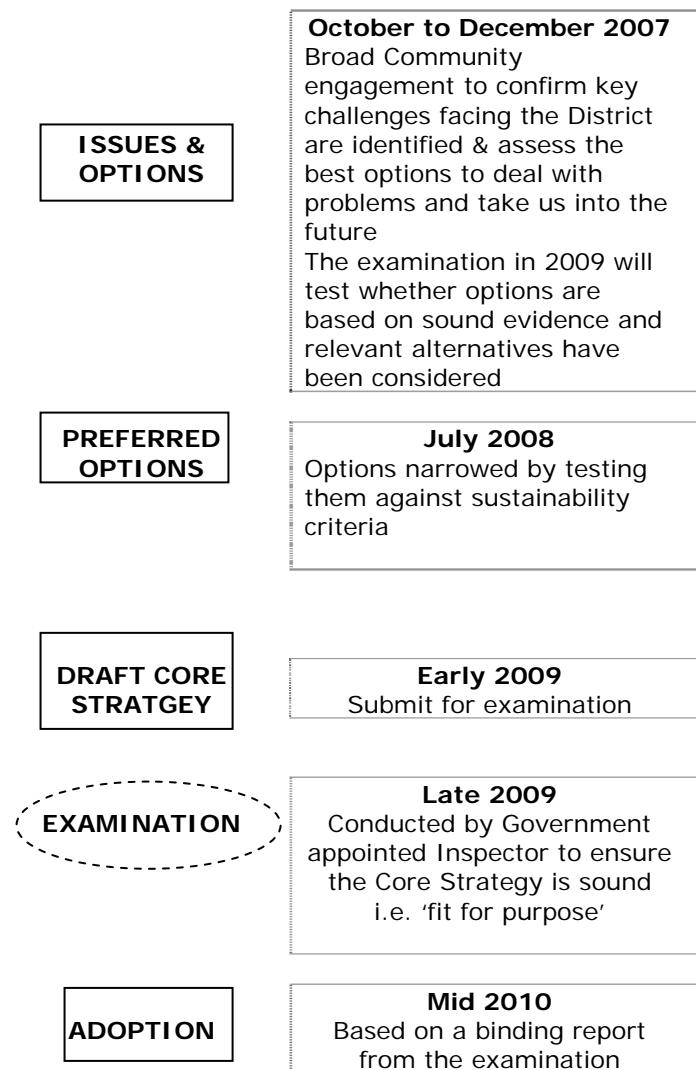 October to December 2007
Broad Community
engagement to confirm key
challenges facing the District
are identified & assess the
best options to deal with
problems and take us into the
future
The examination in 2009 will
test whether options are
based on sound evidence and
relevant alternatives have
been considered
ISSUES &
OPTIONS
PREFERRED
OPTIONS
July 2008
Options narrowed by testing
them against sustainability
criteria
DRAFT CORE
STRATGEY
Early 2009
Submit for examination
EXAMINATION
Late 2009
Conducted by Government
appointed Inspector to ensure
the Core Strategy is sound
i.e. ‘fit for purpose’
ADOPTION
Mid 2010
Based on a binding report
from the examination